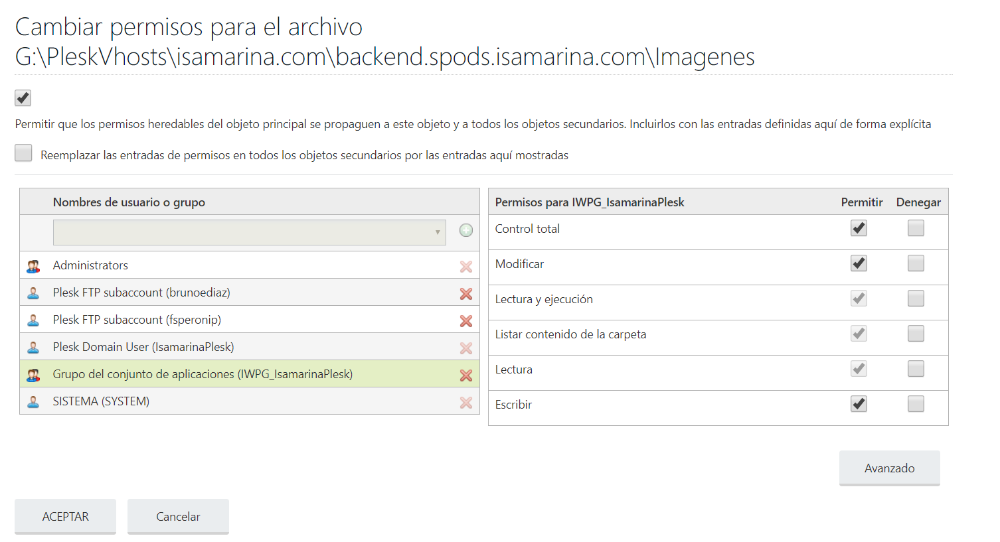 Cambiar permisos para el archivo
G:\PleskVhosts\isamarina.com\backend.spods.isamarina.com\Imagenes
Permitir que los permisos heredables del objeto principal se propaguen a este objeto y a todos los objetos secundarios. Incluirlos con las entradas definidas aquí de forma explícita
Reemplazar las entradas de permisos en todos los objetos secundarios por las entradas aquí mostradas
Nombres de usuario o grupo
Administrators
Plesk FTP subaccount (brunoediaz)
Plesk FTP subaccount (fsperonip)
Plesk Domain User (IsamarinaPlesk)
Grupo del conjunto de aplicaciones (IWPG_IsamarinaPlesk)
SISTEMA (SYSTEM)
Permisos para IWPG_IsamarinaPlesk Permitir Denegar
Control total
Modificar
Lectura y ejecución
Listar contenido de la carpeta
Lectura
Escribir
Avanzado
ACEPTAR Cancelar